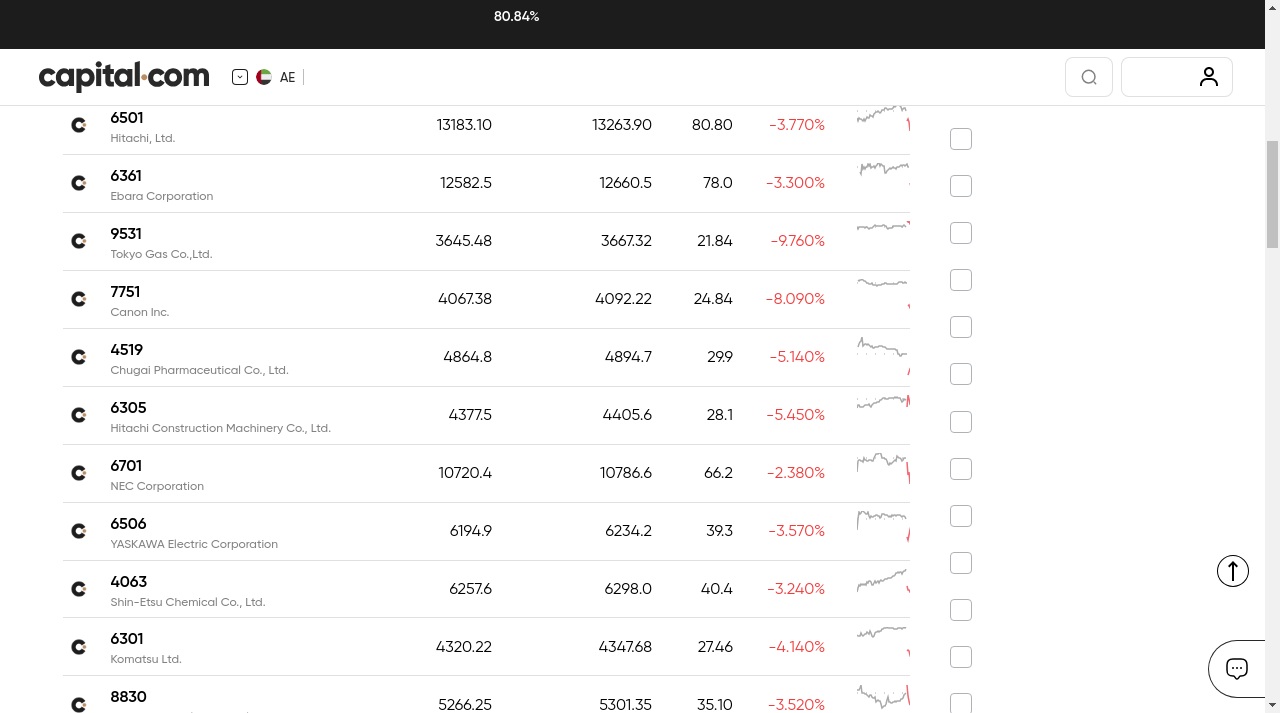 80.84%
capital.com
AE
6501 13183.10 13263.90 80.80 -3.770%
Hitachi, Ltd.
6361 12582.5 12660.5 78.0 -3.300%
Ebara Corporation
9531 3645.48 3667.32 21.84 -9.760%
Tokyo Gas Co.,Ltd.
7751 4067.38 4092.22 24.84 -8.090%
Canon Inc.
4519 4864.8 4894.7 29.9 -5.140%
Chugai Pharmaceutical Co., Ltd.
6305 4377.5 4405.6 28.1 -5.450%
Hitachi Construction Machinery Co., Ltd.
6701 10720.4 10786.6 66.2 -2.380%
NEC Corporation
6506 6194.9 6234.2 39.3 -3.570%
YASKAWA Electric Corporation
4063 6257.6 6298.0 40.4 -3.240%
Shin-Etsu Chemical Co., Ltd.
6301 4320.22 4347.68 27.46 -4.140%
Komatsu Ltd.
8830 5266.25 5301.35 35.10 -3.520%